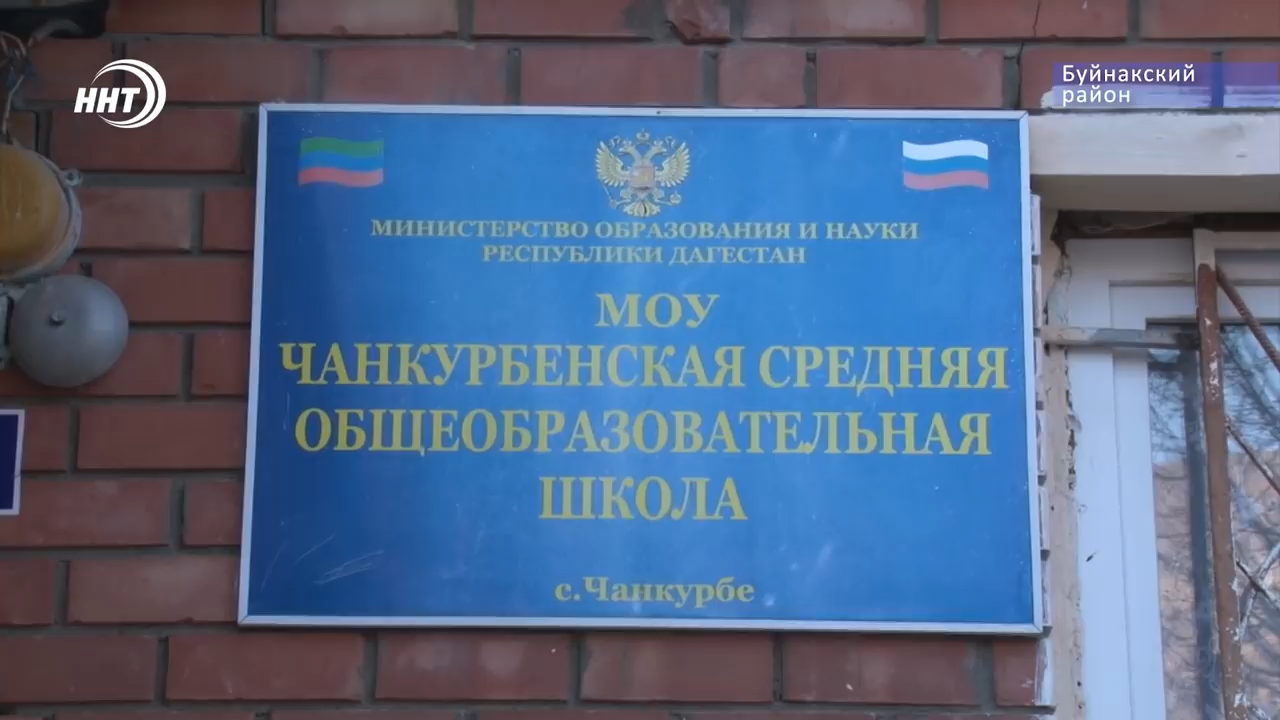 ННТ
Буйнакский
район
МИНИСТЕРСТВО ОБРАЗОВАНИЯ И НАУКИ
РЕСПУБЛИКИ ДАГЕСТАН
МОУ
ЧАНКУРБЕНСКАЯ СРЕДНЯЯ
ОБЩЕОБРАЗОВАТЕЛЬНАЯ
ШКОЛА
с.Чанкурбе